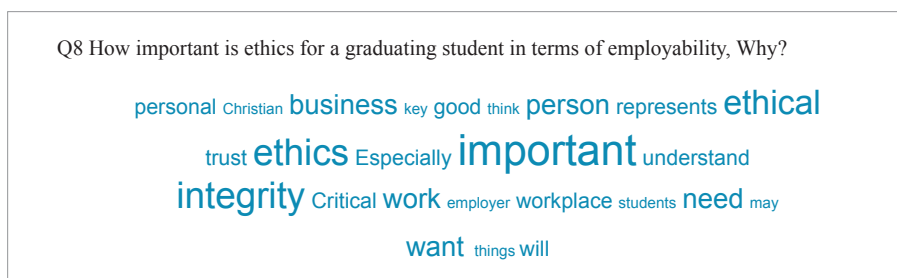 Q8 How important is ethics for a graduating student in terms of employability, Why?
personal Christian business key good think person represents ethical
trust ethics Especially important understand
integrity Critical work employer workplace students need may
want things will